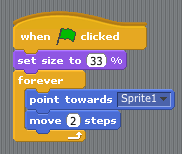 when clicked
set size to 33 %
forever
point towards Sprite1
move 2 steps